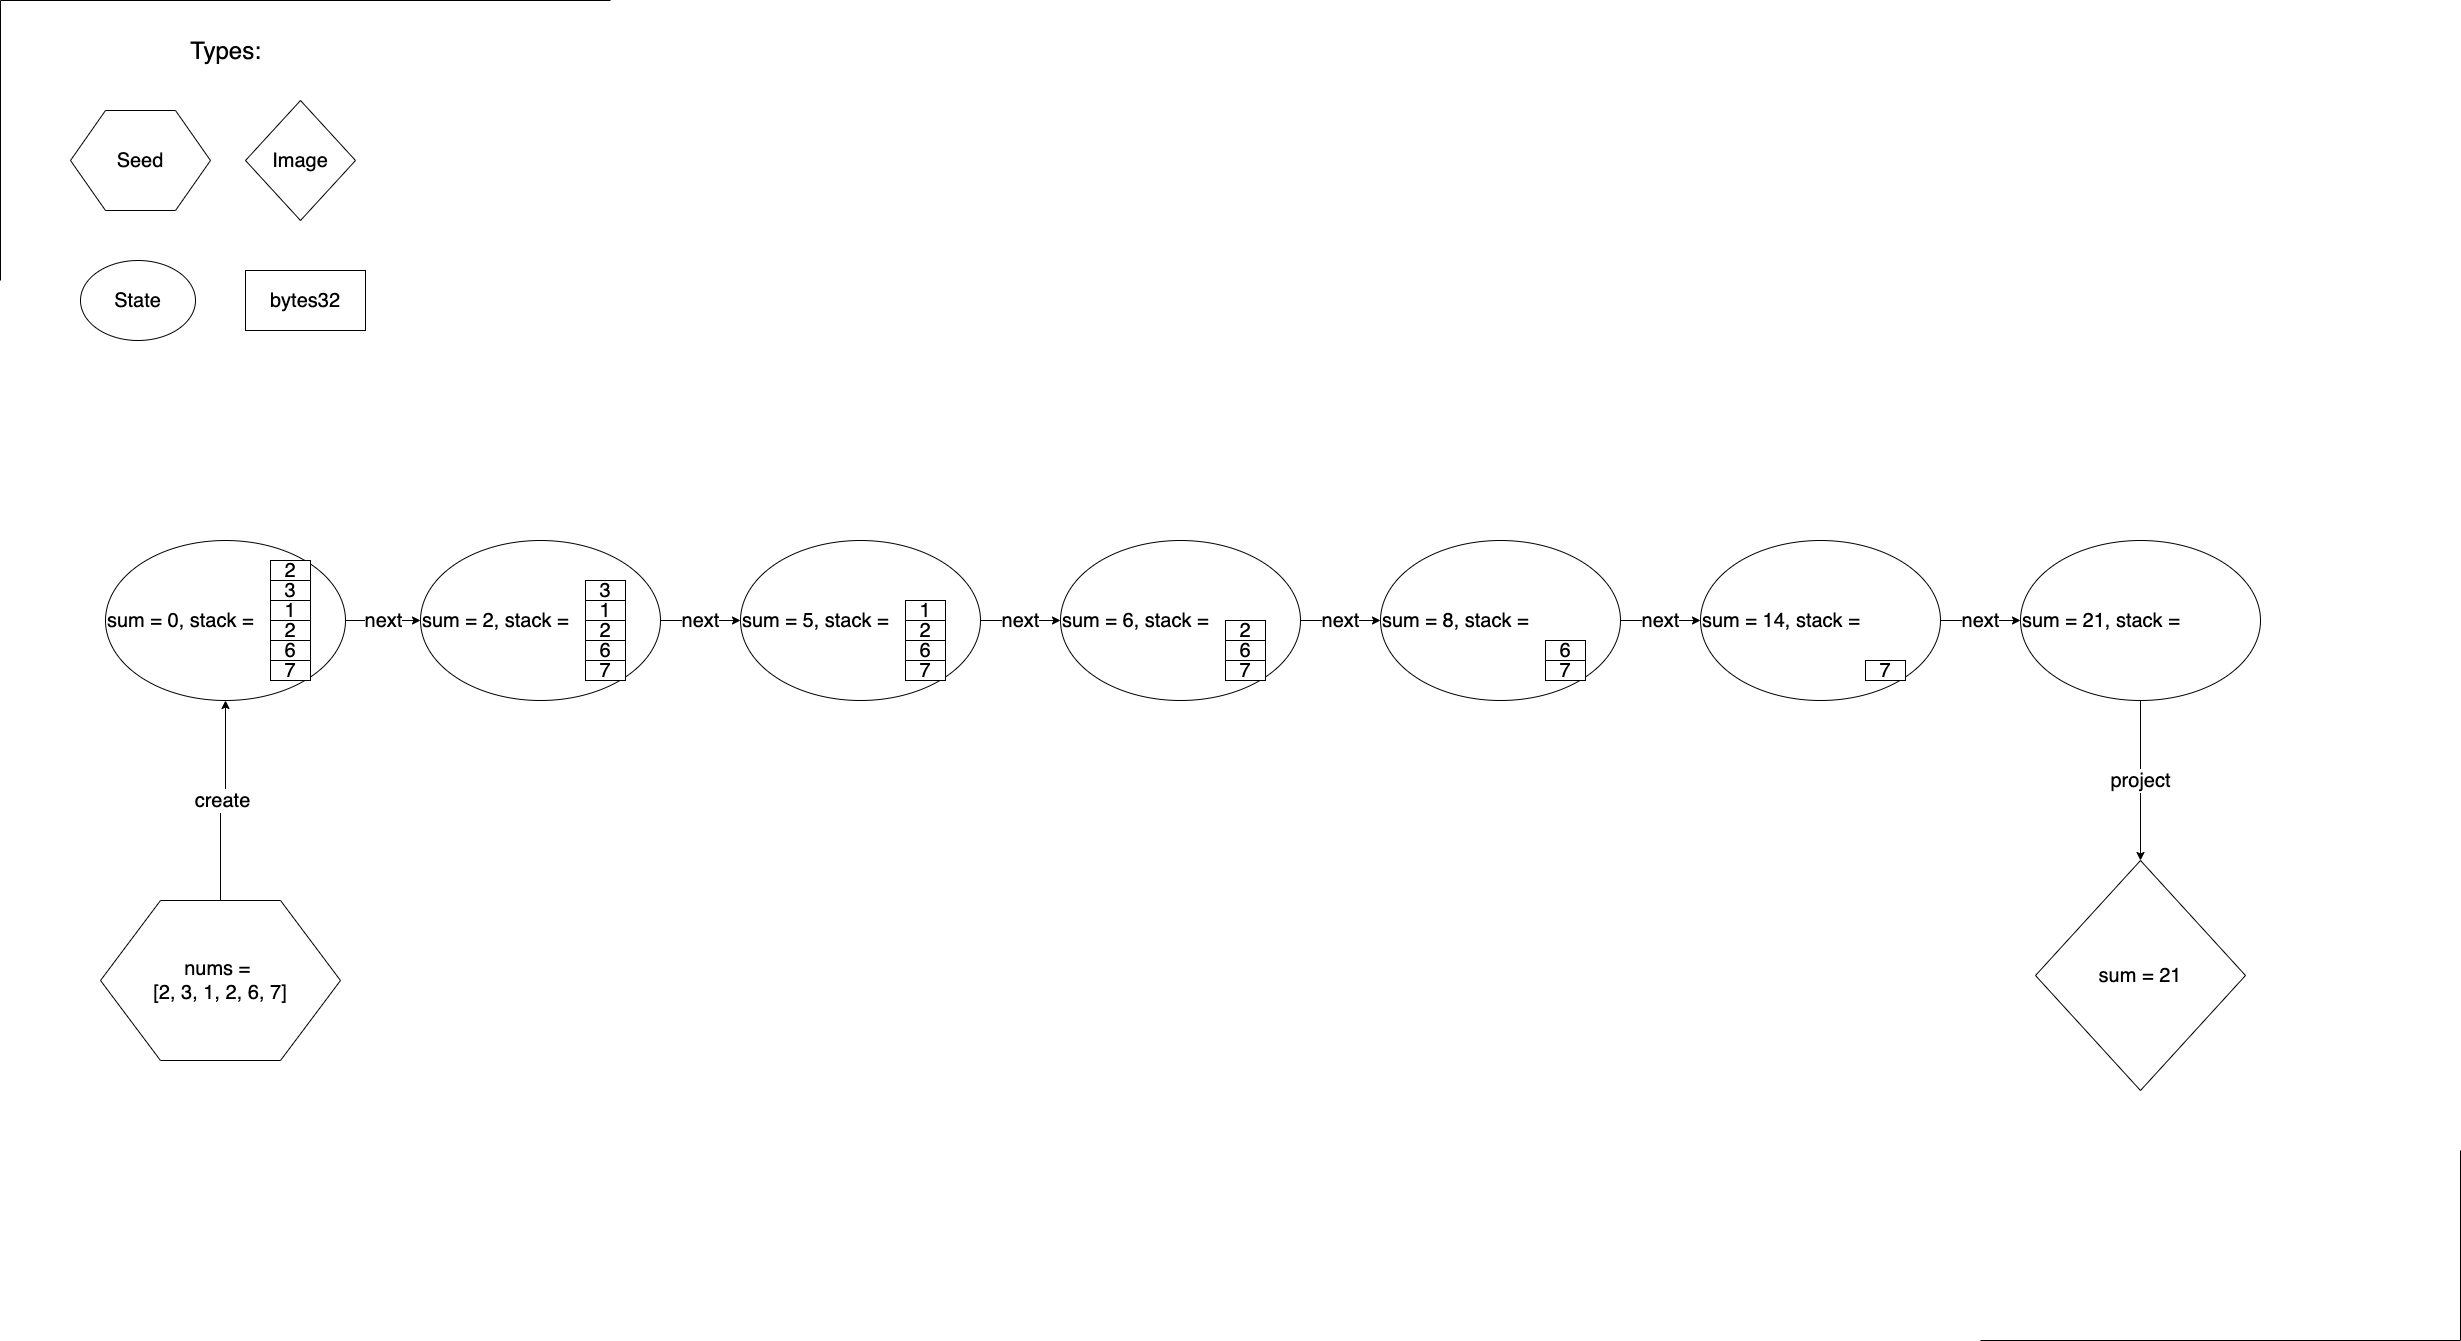 Types:
Seed
Image
State
bytes32
sum = 0, stack =
2
3
1
2
6
7
next
sum = 2, stack =
3
1
2
6
7
next
sum = 5, stack =
1
2
6
7
next
sum = 6, stack =
2
6
7
next
sum = 8, stack =
6
7
next
sum = 14, stack =
7
next
sum = 21, stack =
create
project
nums =
[2, 3, 1, 2, 6, 7]
sum = 21